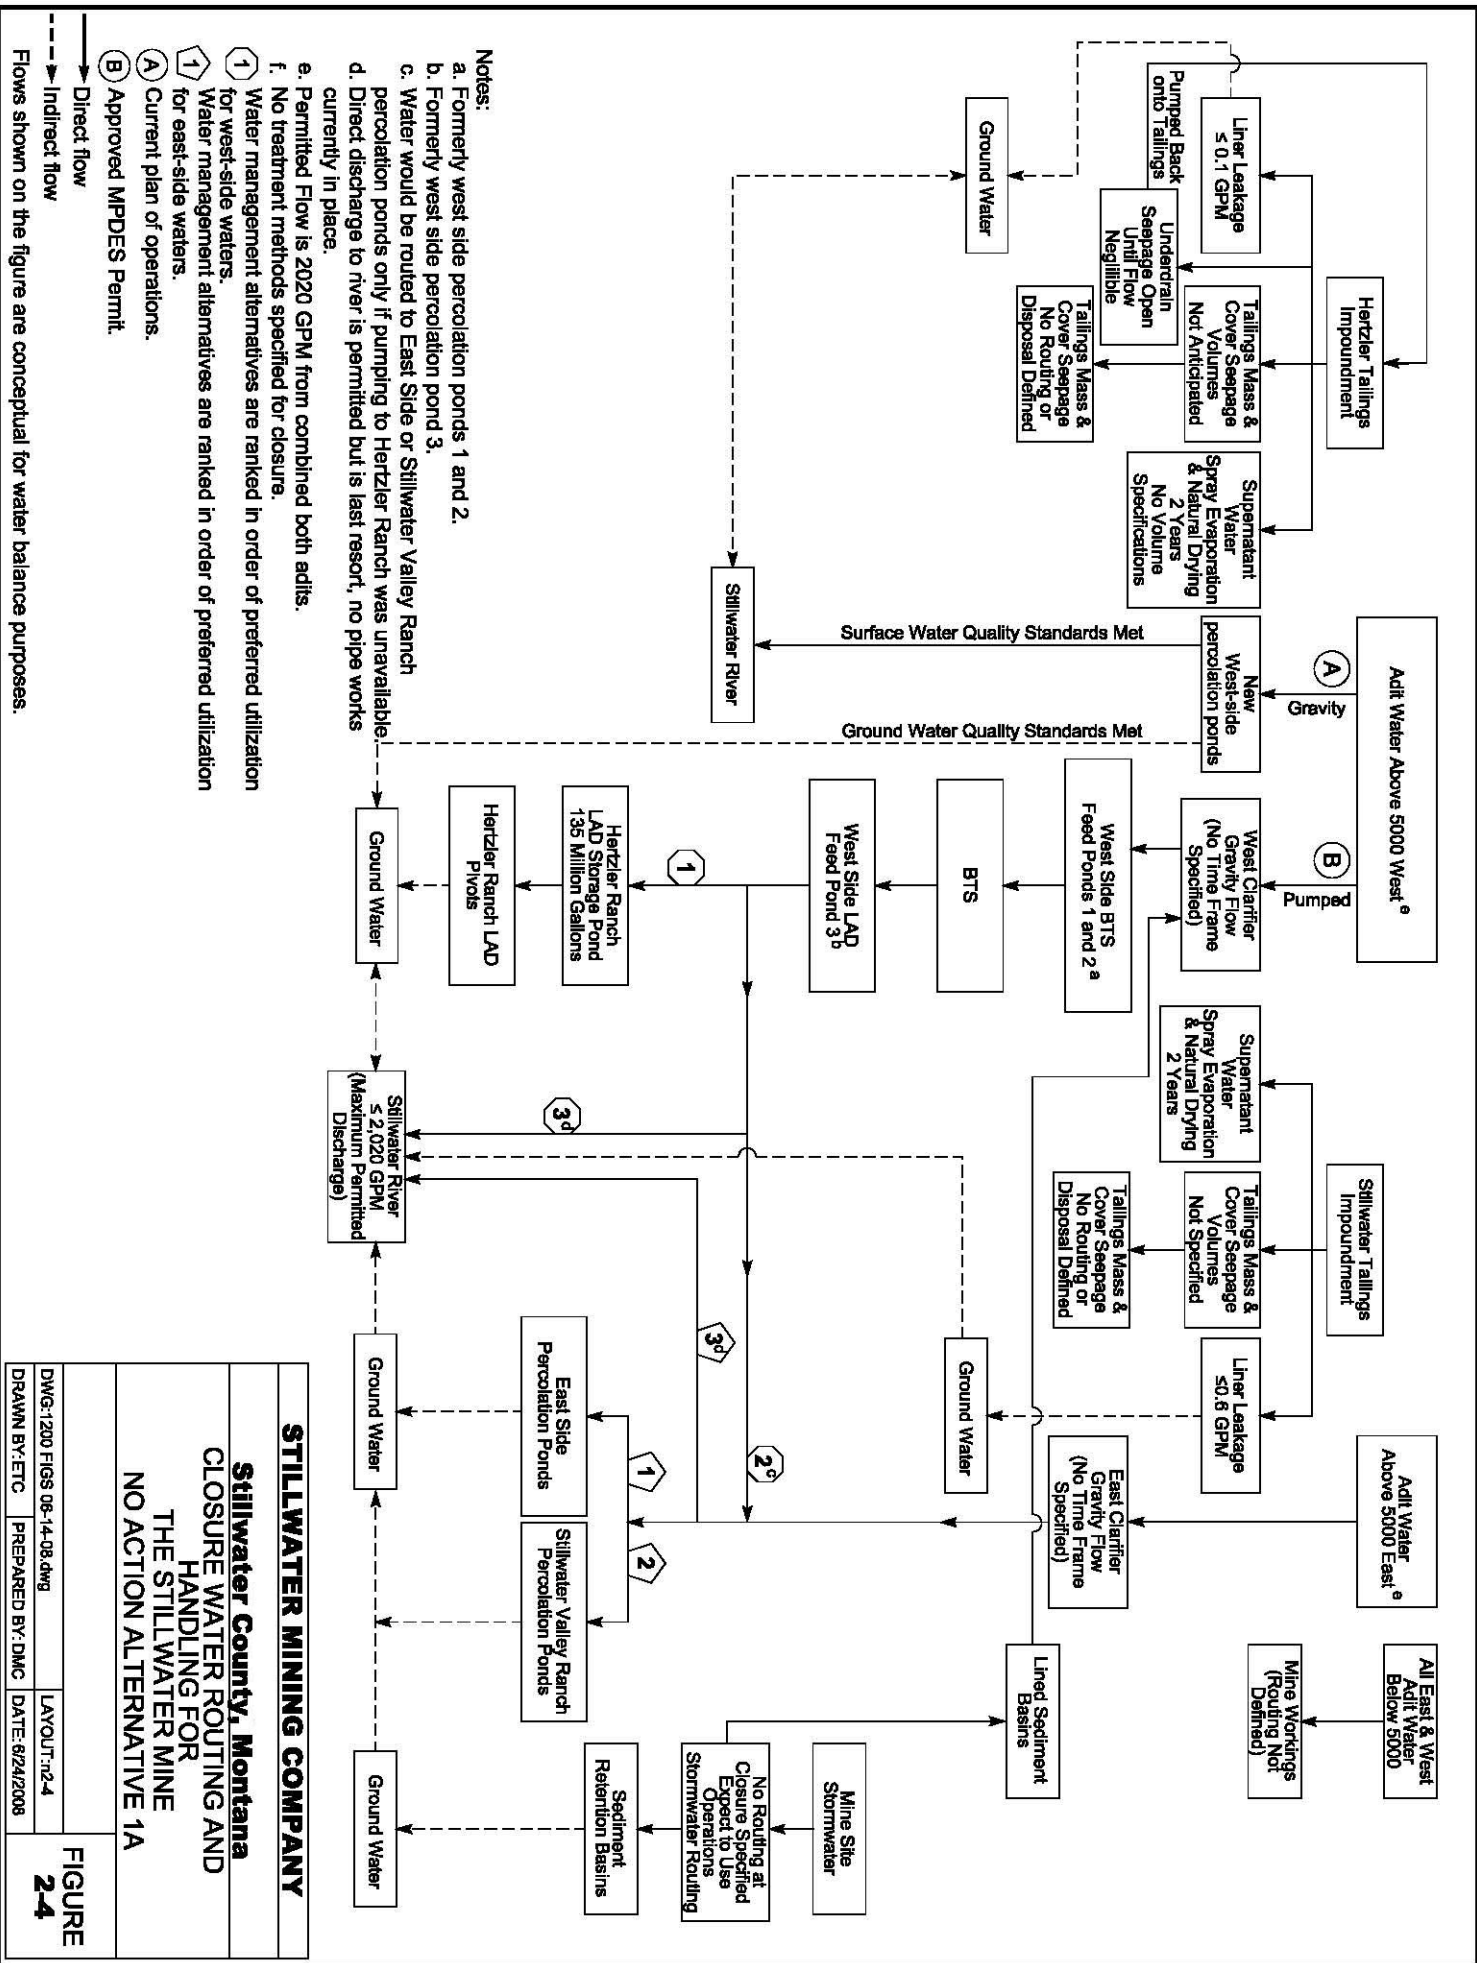 Hertzler Tailings
Impoundment
Liner Leakage
≤ 0.1 GPM
Pumped Back
onto Tailings
Underdrain
Seepage Open
Until Flow
Neglilible
Tailings Mass &
Cover Seepage
Volumes
Not Anticipated
Tailings Mass &
Cover Seepage
No Routing or
Disposal Defined
Supernatant
Water
Spray Evaporation
& Natural Drying
2 Years
No Volume
Specifications
Ground Water
Stillwater River
Adit Water Above 5000 West e
A
Gravity
B
Pumped
New
West-side
percolation ponds
Surface Water Quality Standards Met
Ground Water Quality Standards Met
West Clarifier
Gravity Flow
(No Time Frame
Specified)
West Side BTS
Feed Ponds 1 and 2 a
BTS
West Side LAD
Feed Pond 3 b
1
Hertzler Ranch
LAD Storage Pond
135 Million Gallons
Hertzler Ranch LAD
Pivots
Ground Water
Stillwater Tailings
Impoundment
Supernatant
Water
Spray Evaporation
& Natural Drying
2 Years
Tailings Mass &
Cover Seepage
Volumes
Not Specified
Tailings Mass &
Cover Seepage
No Routing or
Disposal Defined
Liner Leakage
≤0.6 GPM
Ground Water
3d
3d
2c
Stillwater River
≤ 2,020 GPM
(Maximum Permitted
Discharge)
Adit Water
Above 5000 East e
East Clarifier
Gravity Flow
(No Time Frame
Specified)
1
2
East Side
Percolation Ponds
Stillwater Valley Ranch
Percolation Ponds
Ground Water
All East & West
Adit Water
Below 5000
Mine Workings
(Routing Not
Defined)
Lined Sediment
Basins
Mine Site
Stormwater
No Routing at
Closure Specified
Expect to Use
Operations
Stormwater Routing
Sediment
Retention Basins
Ground Water
Notes:
a. Formerly west side percolation ponds 1 and 2.
b. Formerly west side percolation pond 3.
c. Water would be routed to East Side or Stillwater Valley Ranch
percolation ponds only if pumping to Hertzler Ranch was unavailable.
d. Direct discharge to river is permitted but is last resort, no pipe works
currently in place.
e. Permitted Flow is 2020 GPM from combined both adits.
f. No treatment methods specified for closure.
1 Water management alternatives are ranked in order of preferred utilization
for west-side waters.
1 Water management alternatives are ranked in order of preferred utilization
for east-side waters.
A Current plan of operations.
B Approved MPDES Permit.
Direct flow
Indirect flow
Flows shown on the figure are conceptual for water balance purposes.
STILLWATER MINING COMPANY
Stillwater County, Montana
CLOSURE WATER ROUTING AND
HANDLING FOR
THE STILLWATER MINE
NO ACTION ALTERNATIVE 1A
DWG:1200 FIGS 06-14-08.dwg
LAYOUT:n2-4
DRAWN BY:ETC
PREPARED BY:DMC
DATE:6/24/2008
FIGURE
2-4